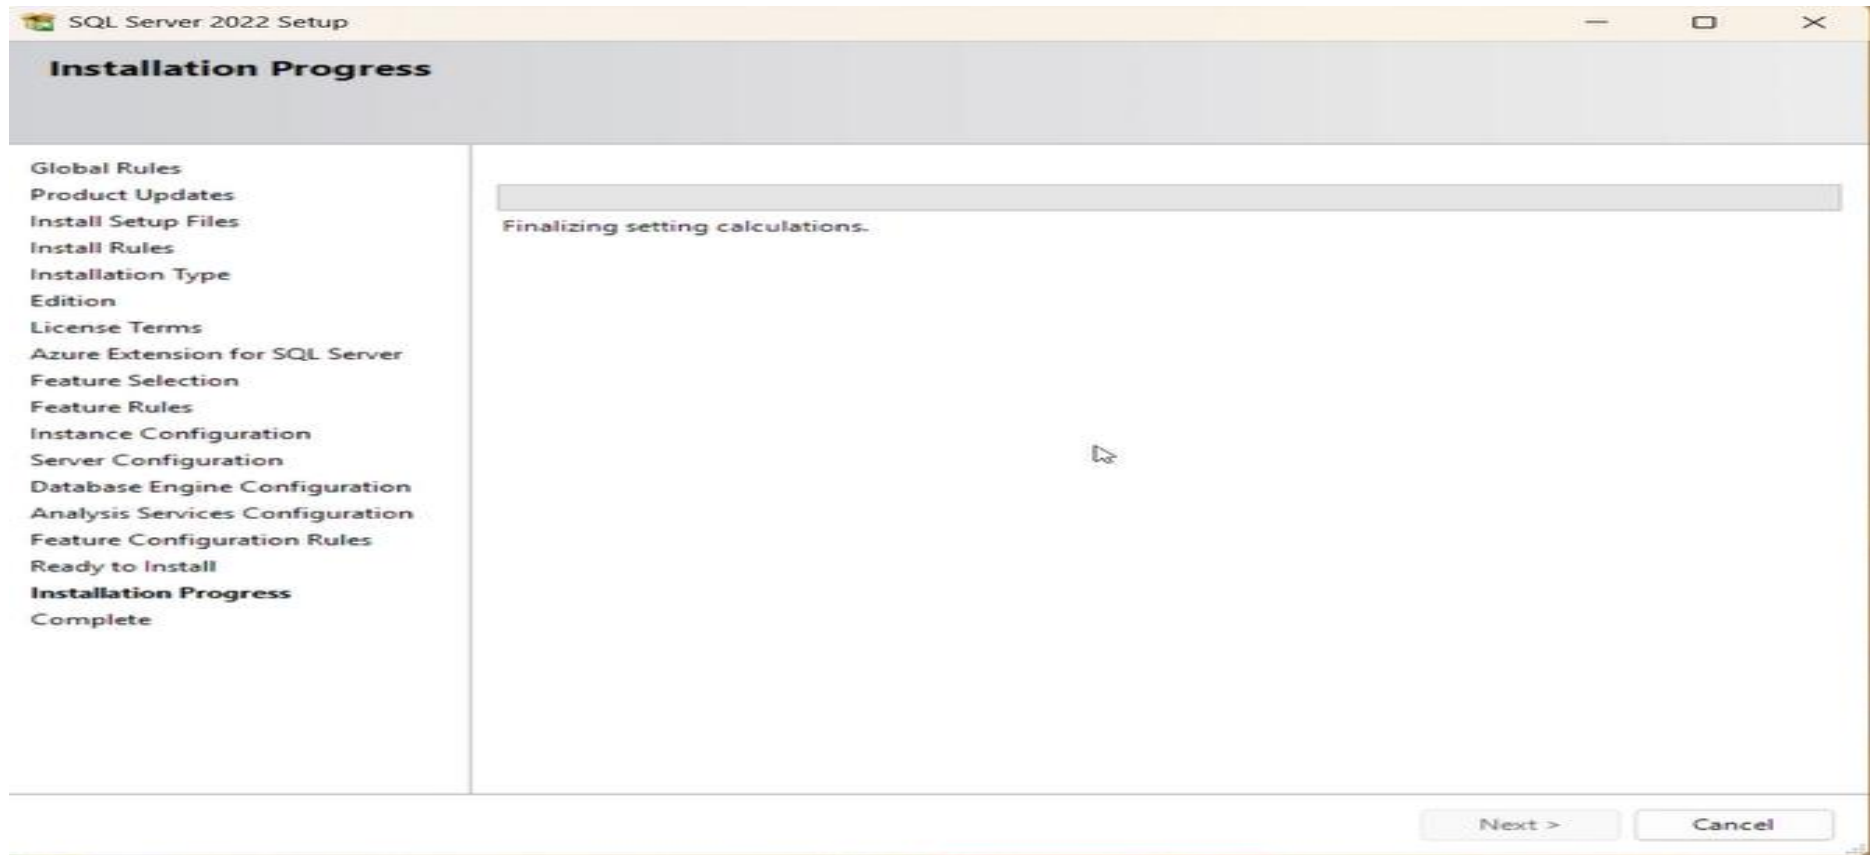 SQL Server 2022 Setup
Installation Progress
Global Rules
Product Updates
Install Setup Files
Install Rules
Installation Type
Edition
License Terms
Azure Extension for SQL Server
Feature Selection
Feature Rules
Instance Configuration
Server Configuration
Database Engine Configuration
Analysis Services Configuration
Feature Configuration Rules
Ready to Install
Installation Progress
Complete
Finalizing setting calculations.
Next >
Cancel